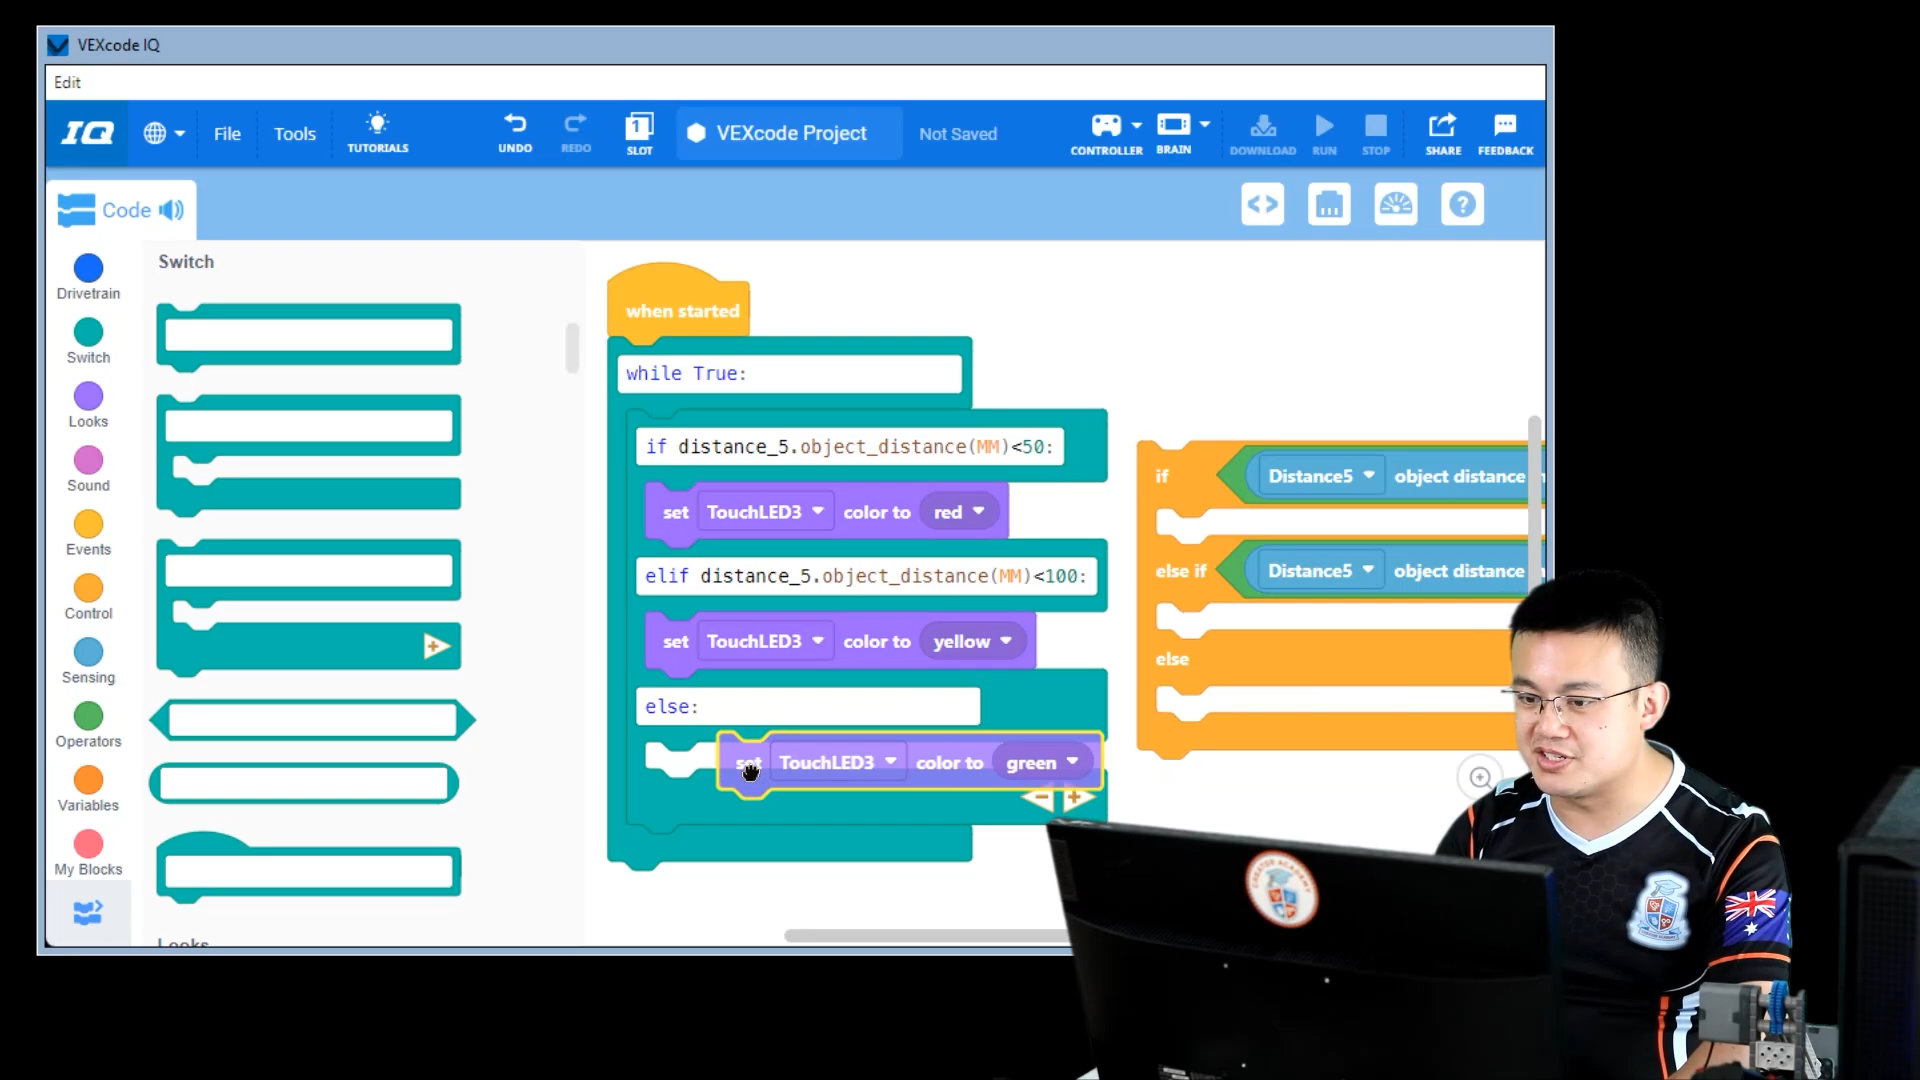 VEXcode IQ
Edit
IQ
File
Tools
TUTORIALS
UNDO
REDO
1
SLOT
VEXcode Project
Not Saved
CONTROLLER
BRAIN
DOWNLOAD
RUN
STOP
SHARE
FEEDBACK
Code
Drivetrain
Switch
Looks
Sound
Events
Control
Sensing
Operators
Variables
My Blocks
Switch
Looks
when started
while True:
if distance_5.object_distance(MM)<50:
set TouchLED3 color to red
elif distance_5.object_distance(MM)<100:
set TouchLED3 color to yellow
else:
set TouchLED3 color to green
if Distance5 object distance
else if Distance5 object distance
else